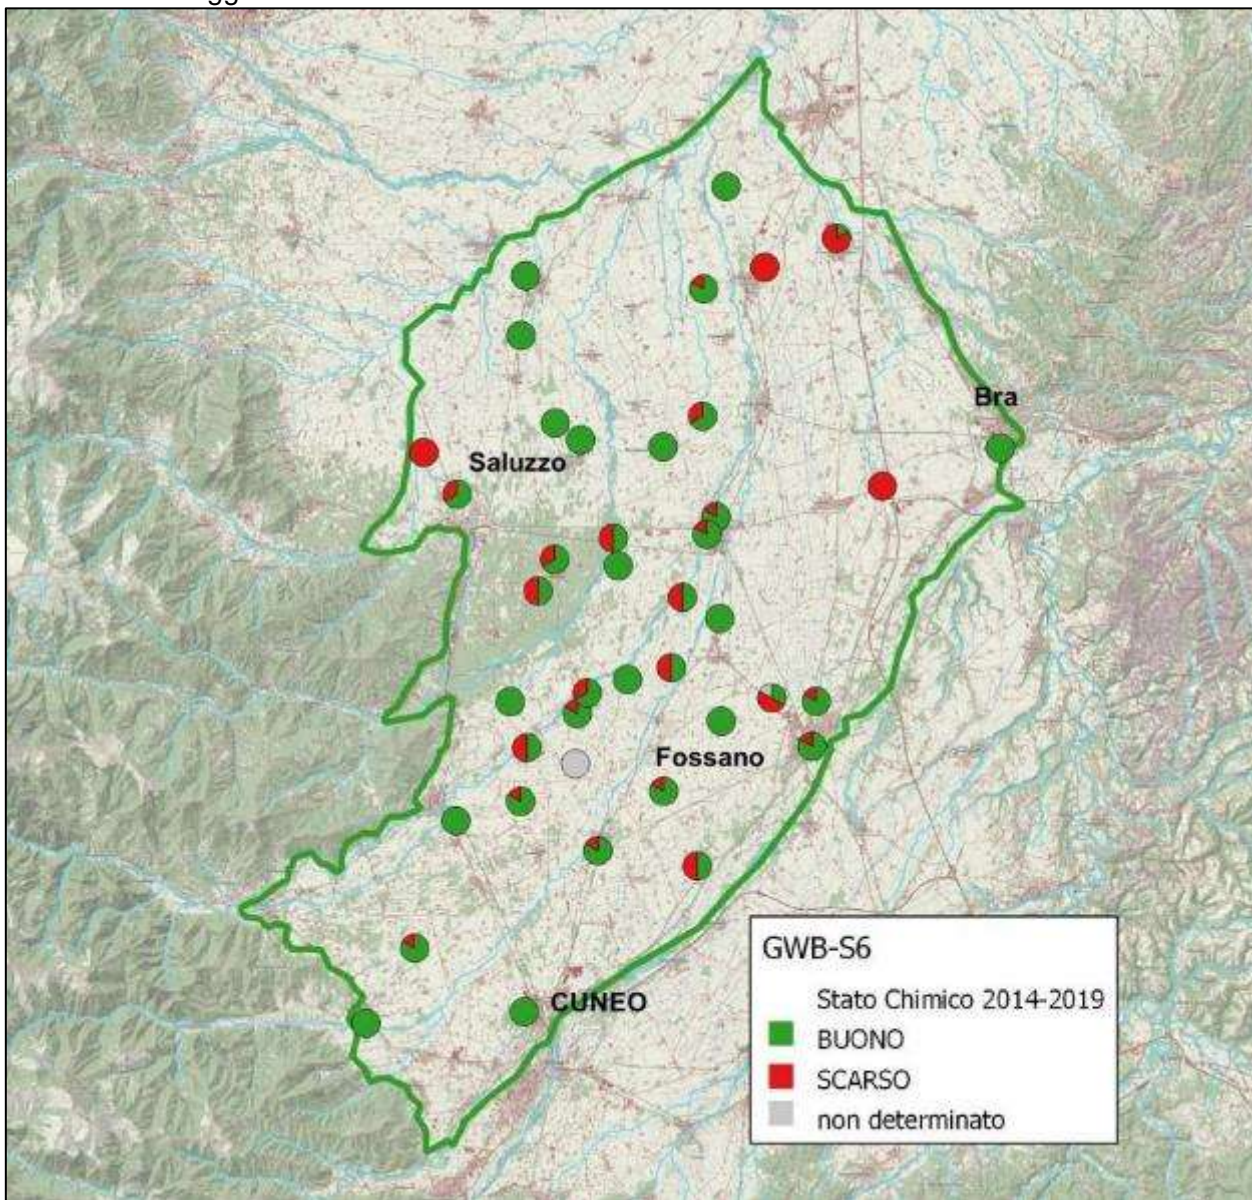 Bra
Saluzzo
Fossano
CUNEO
GWB-S6
Stato Chimico 2014-2019
BUONO
SCARSO
non determinato